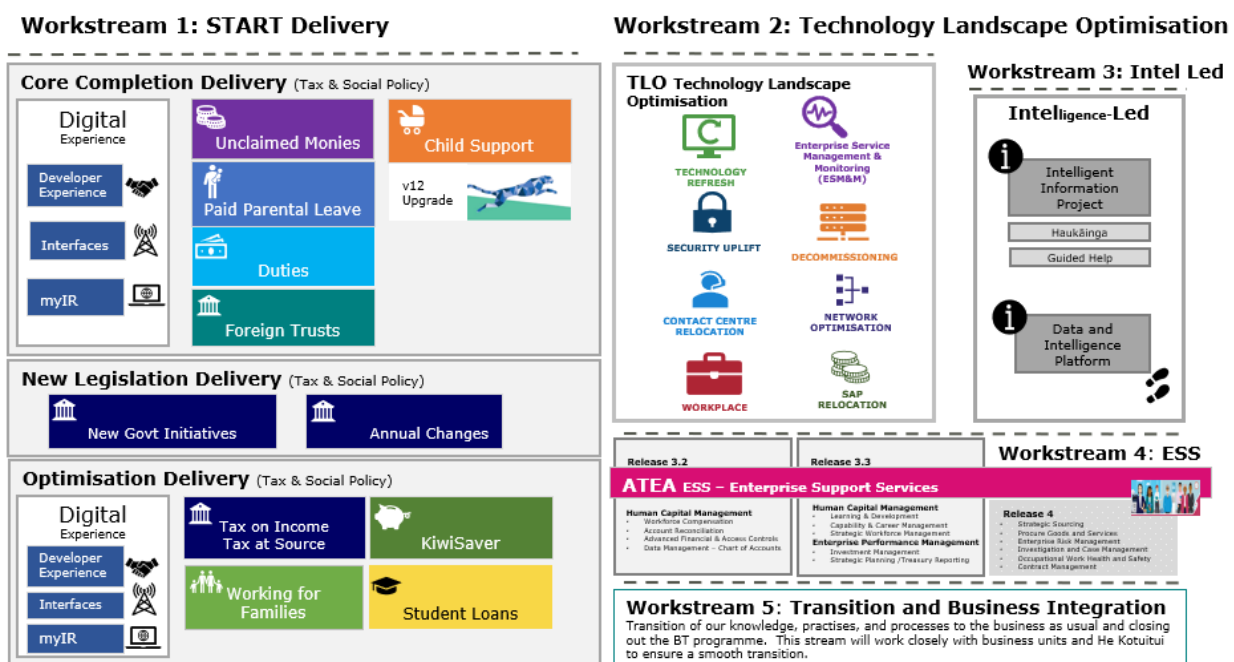 Workstream 1: START Delivery
Core Completion Delivery (Tax & Social Policy)
Digital
Experience
Developer
Experience
Interfaces
myIR
Unclaimed Monies
Paid Parental Leave
Duties
Foreign Trusts
Child Support
v12
Upgrade
New Legislation Delivery (Tax & Social Policy)
New Govt Initiatives
Annual Changes
Optimisation Delivery (Tax & Social Policy)
Digital
Experience
Developer
Experience
Interfaces
myIR
Tax on Income
Tax at Source
KiwiSaver
Working for
Families
Student Loans
Workstream 2: Technology Landscape Optimisation
TLO Technology Landscape
Optimisation
TECHNOLOGY
REFRESH
Enterprise Service
Management &
Monitoring
(ESM&M)
SECURITY UPLIFT
DECOMMISSIONING
CONTACT CENTRE
RELOCATION
NETWORK
OPTIMISATION
WORKPLACE
SAP
RELOCATION
Workstream 3: Intel Led
Intelligence-Led
Intelligent
Information
Project
Haukāinga
Guided Help
Data and
Intelligence
Platform
Workstream 4: ESS
Release 3.2
Release 3.3
ATEA ESS – Enterprise Support Services
Human Capital Management
• Workforce Compensation
• Account Reconciliation
• Advanced Financial & Access Controls
• Data Management – Chart of Accounts
Human Capital Management
• Learning & Development
• Capability & Career Management
• Strategic Workforce Management
Enterprise Performance Management
• Investment Management
• Strategic Planning /Treasury Reporting
Release 4
• Strategic Sourcing
• Procure Goods and Services
• Enterprise Risk Management
• Investigation and Case Management
• Occupational Work Health and Safety
• Contract Management
Workstream 5: Transition and Business Integration
Transition of our knowledge, practises, and processes to the business as usual and closing
out the BT programme. This stream will work closely with business units and He Kotuitui
to ensure a smooth transition.